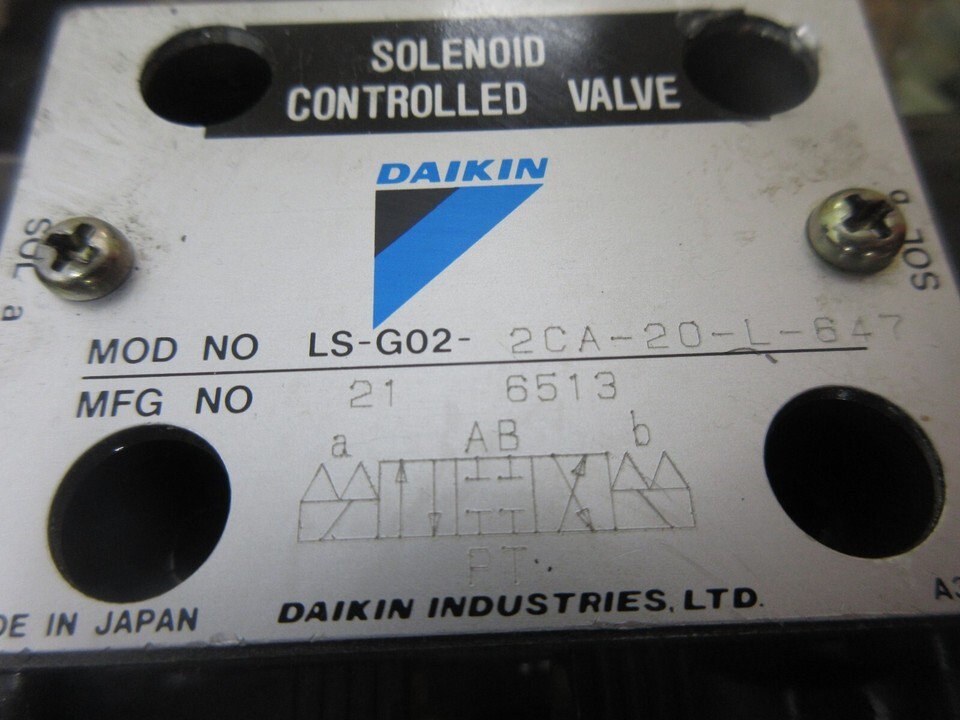 SOLENOID
CONTROLLED VALVE
DAIKIN
SOL a
SOL b
MOD NO LS-G02- 2CA-20-L-647
MFG NO 21 6513
a AB b
PT
DE IN JAPAN
DAIKIN INDUSTRIES, LTD.
A3